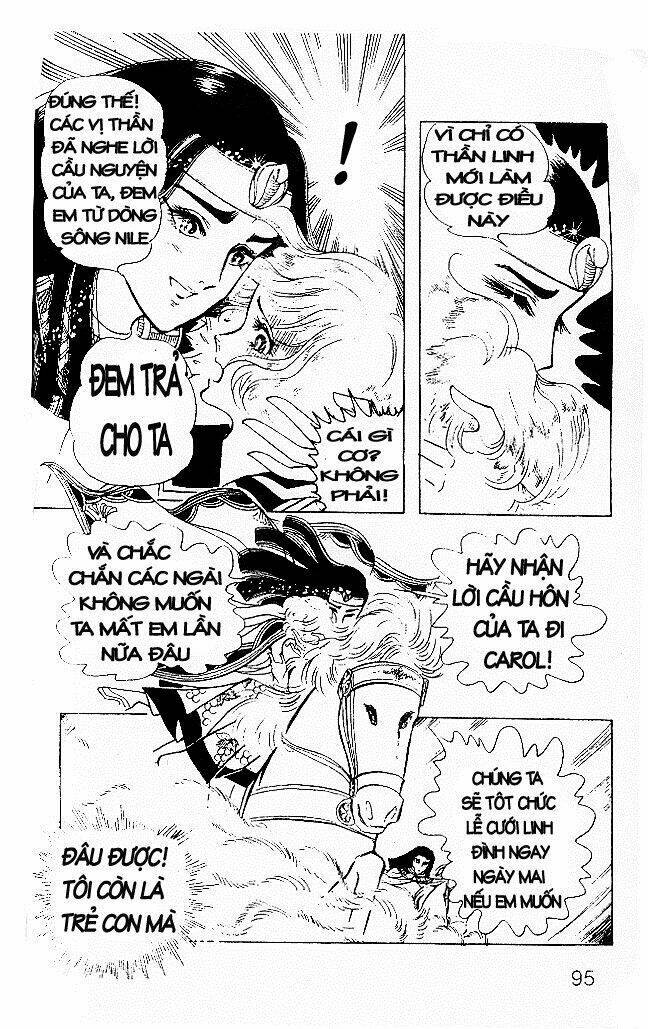 ĐÚNG THẾ!
CÁC VỊ THẦN
ĐÃ NGHE LỜI
CẦU NGUYỆN
CỦA TA, ĐEM
EM TỪ DÒNG
SÔNG NILE
!
ĐEM TRẢ
CHO TA
CÁI GÌ
CƠ?
KHÔNG
PHẢI!
VÌ CHỈ CÓ
THẦN LINH
MỚI LÀM
ĐƯỢC ĐIỀU
NÀY
VÀ CHẮC
CHẮN CÁC NGÀI
KHÔNG MUỐN
TA MẤT EM LẦN
NỮA ĐÂU
HÃY NHẬN
LỜI CẦU HÔN
CỦA TA ĐI
CAROL!
CHÚNG TA
SẼ TÔT CHỨC
LỄ CƯỚI LINH
ĐÌNH NGAY
NGÀY MAI
NẾU EM MUỐN
ĐÂU ĐƯỢC!
TÔI CÒN LÀ
TRẺ CON MÀ
95